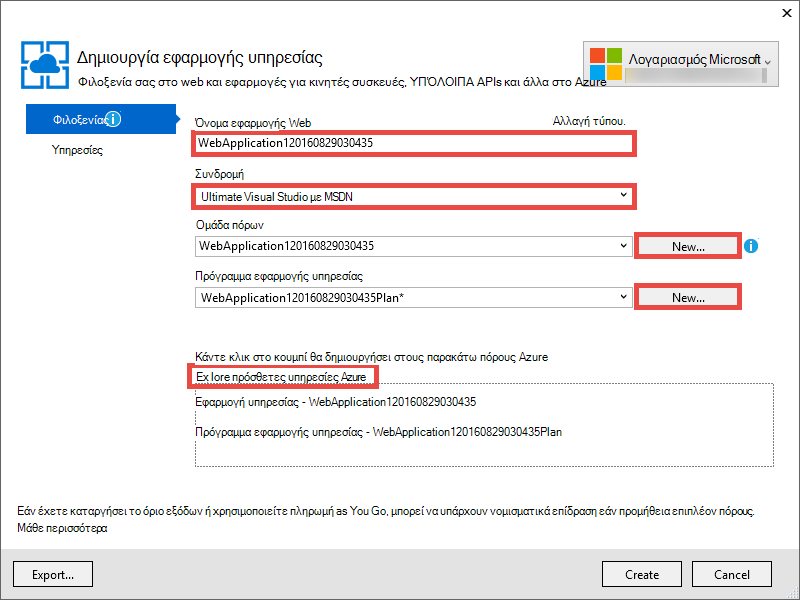 Δημιουργία εφαρμογής υπηρεσίας
Φιλοξενία σας στο web και εφαρμογές για κινητές συσκευές, ΥΠΌΛΟΙΠΑ APIs και άλλα στο Azure
Λογαριασμός Microsoft
Φιλοξενίας
Υπηρεσίες
Όνομα εφαρμογής Web
Αλλαγή τύπου.
WebApplication120160829030435
Συνδρομή
Ultimate Visual Studio με MSDN
Ομάδα πόρων
WebApplication120160829030435
New...
Πρόγραμμα εφαρμογής υπηρεσίας
WebApplication120160829030435Plan*
New...
Κάντε κλικ στο κουμπί θα δημιουργήσει στους παρακάτω πόρους Azure
Ex lore πρόσθετες υπηρεσίες Azure
Εφαρμογή υπηρεσίας - WebApplication120160829030435
Πρόγραμμα εφαρμογής υπηρεσίας - WebApplication120160829030435Plan
Εάν έχετε καταργήσει το όριο εξόδων ή χρησιμοποιείτε πληρωμή as You Go, μπορεί να υπάρχουν νομισματικά επίδραση εάν προμήθεια επιπλέον πόρους.
Μάθε περισσότερα
Export...
Create
Cancel